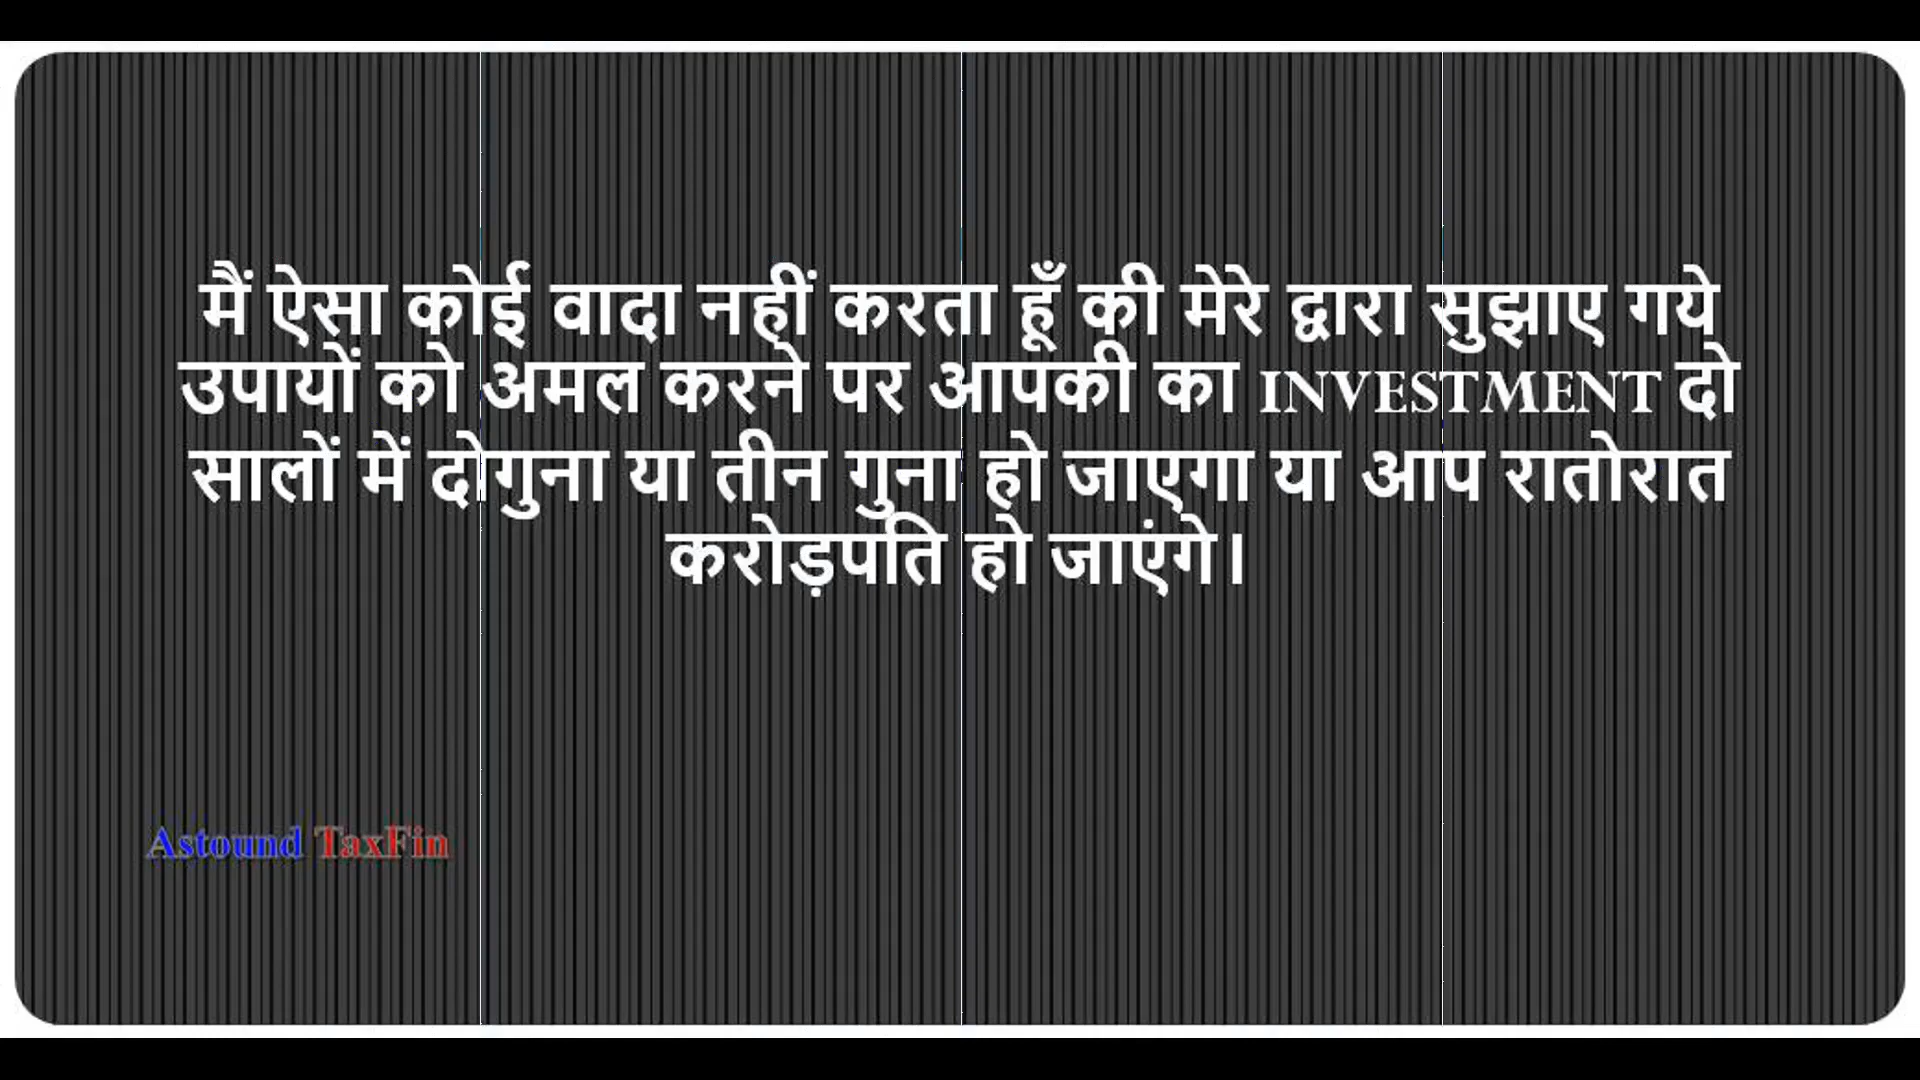 मैं ऐसा कोई वादा नहीं करता हूँ की मेरे द्वारा सुझाए गये
उपायों को अमल करने पर आपकी का INVESTMENT दो
सालों में दोगुना या तीन गुना हो जाएगा या आप रातोरात
करोड़पति हो जाएंगे।
Astound TaxFin